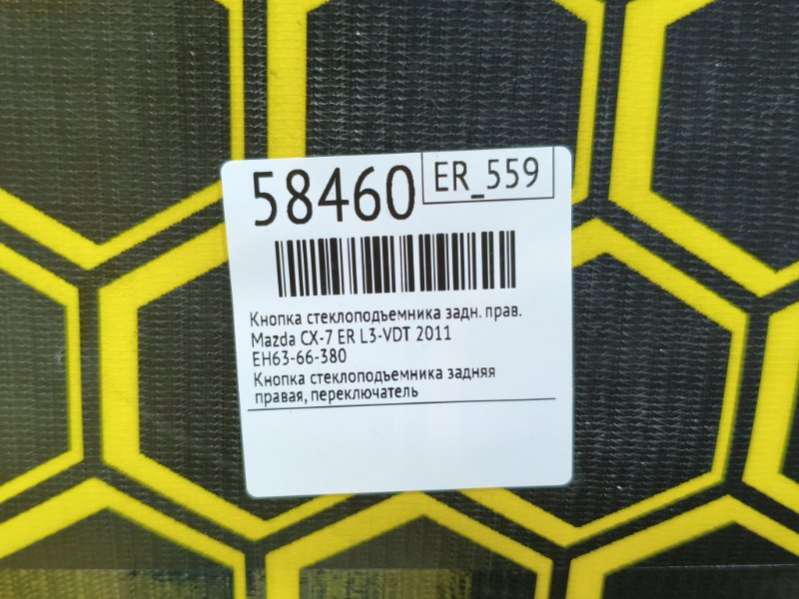 58460
ER_559
Кнопка стеклоподъемника задн. прав.
Mazda CX-7 ER L3-VDT 2011
EH63-66-380
Кнопка стеклоподъемника задняя
правая, переключатель